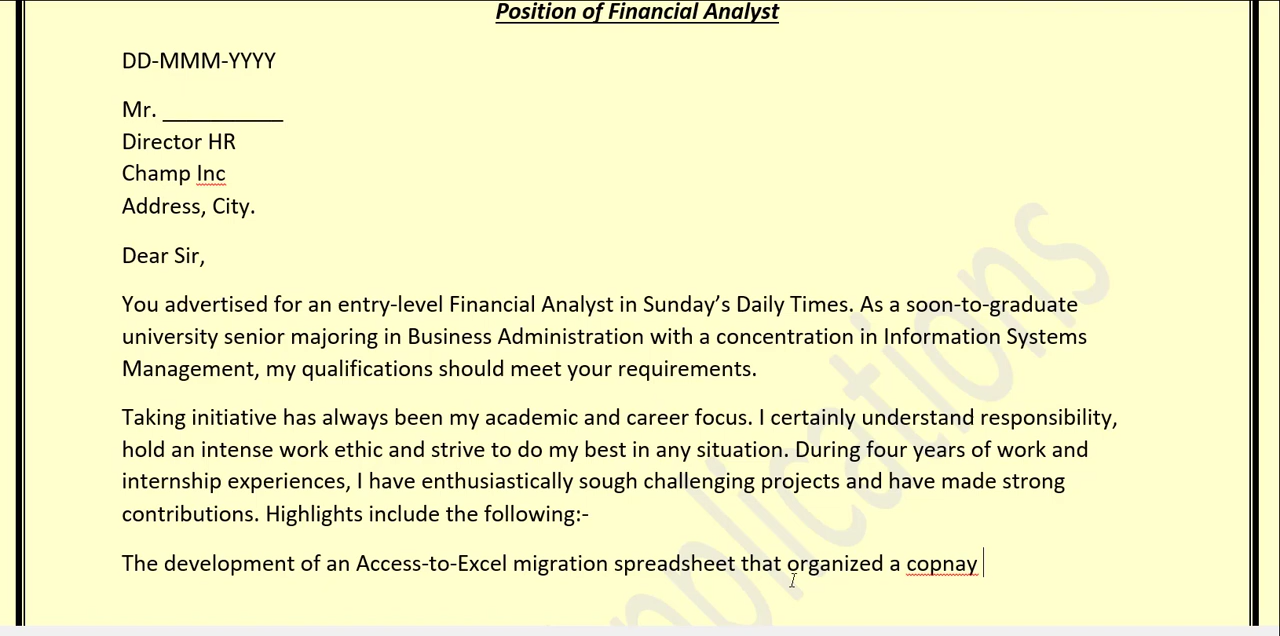 Position of Financial Analyst
DD-MMM-YYYY
Mr. __________
Director HR
Champ Inc
Address, City.
Dear Sir,
You advertised for an entry-level Financial Analyst in Sunday’s Daily Times. As a soon-to-graduate
university senior majoring in Business Administration with a concentration in Information Systems
Management, my qualifications should meet your requirements.
Taking initiative has always been my academic and career focus. I certainly understand responsibility,
hold an intense work ethic and strive to do my best in any situation. During four years of work and
internship experiences, I have enthusiastically sough challenging projects and have made strong
contributions. Highlights include the following:-
The development of an Access-to-Excel migration spreadsheet that organized a copnay